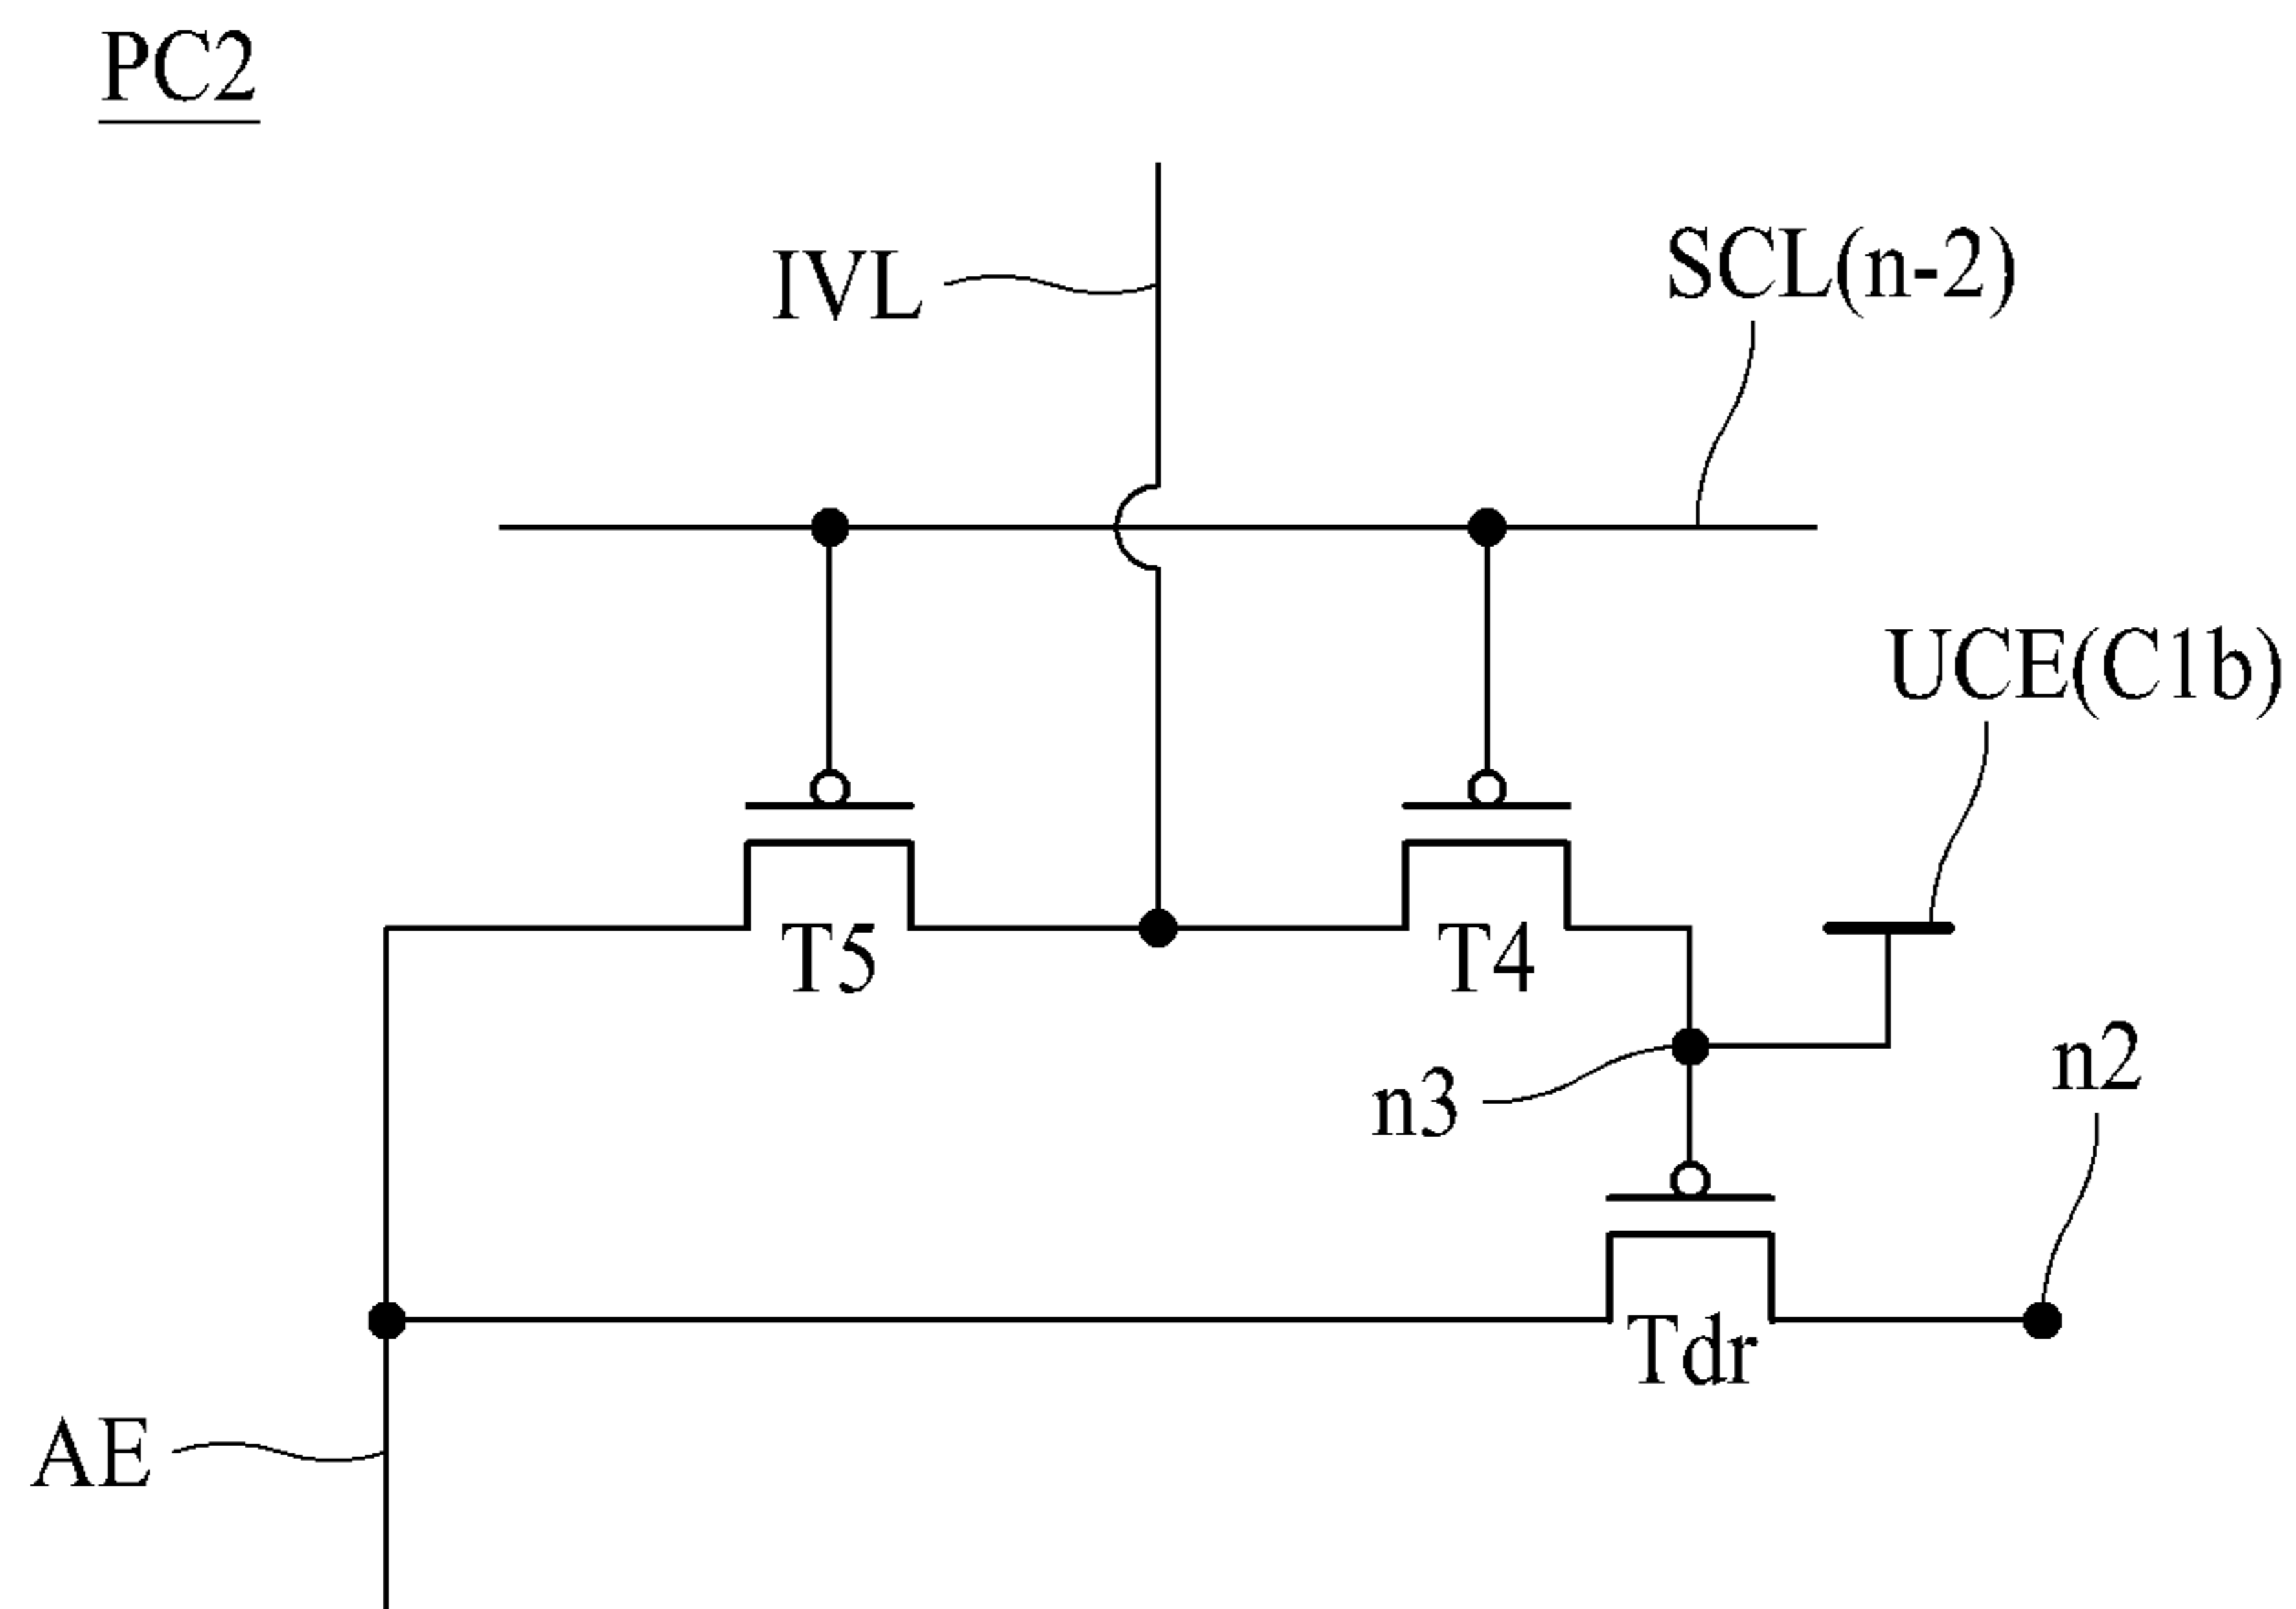 PC2
IVL
SCL(n-2)
UCE(C1b)
T5
T4
n3
n2
Tdr
AE